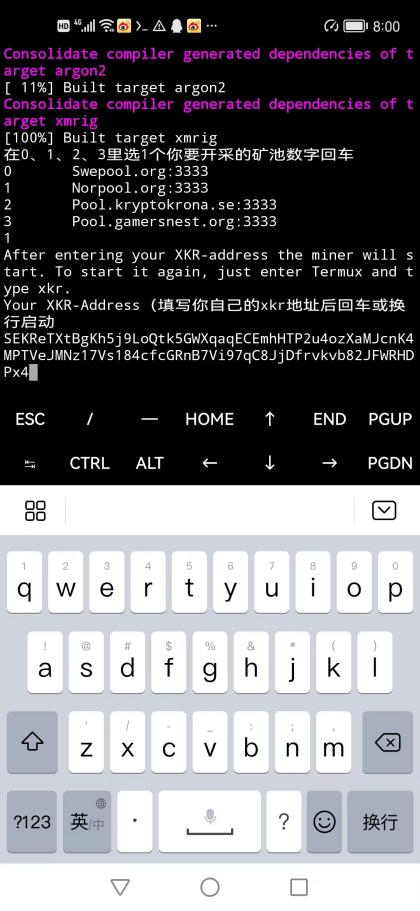 HD 4G 8:00
Consolidate compiler generated dependencies of t
arget argon2
[ 11%] Built target argon2
Consolidate compiler generated dependencies of t
arget xmrig
[100%] Built target xmrig
在0、1、2、3里选1个你要开采的矿池数字回车
0 Swepool.org:3333
1 Norpool.org:3333
2 Pool.kryptokrona.se:3333
3 Pool.gamersnest.org:3333
1
After entering your XKR-address the miner will s
tart. To start it again, just enter Termux and t
ype xkr.
Your XKR-Address (填写你自己的xkr地址后回车或换
行启动
SEKReTXtBgKh5j9LoQtk5GWXqaqECEmhHTP2u4ozXaMJcnK4
MPTVeJMNz17Vs184cfcGRnB7Vi97qC8JjDfrvkvb82JFWRHD
Px4
ESC / — HOME ↑ END PGUP
↹ CTRL ALT ← ↓ → PGDN
1 2 3 4 5 6 7 8 9 0
q w e r t y u i o p
! @ # $ % & * ( )
a s d f g h j k l
' / - _ : ; ,
z x c v b n m
?123 英/中 . ? 换行